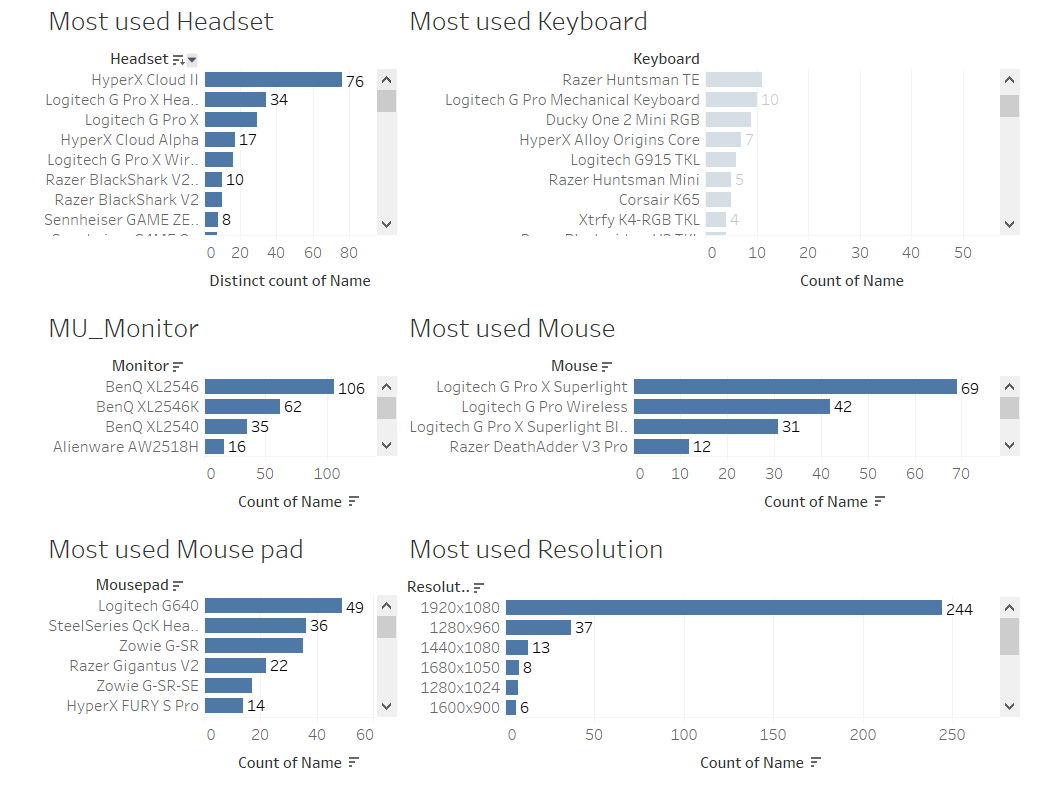 Most used Headset
Headset
HyperX Cloud II 76
Logitech G Pro X Hea.. 34
Logitech G Pro X
HyperX Cloud Alpha 17
Logitech G Pro X Wir..
Razer BlackShark V2.. 10
Razer BlackShark V2
Sennheiser GAME ZE.. 8
0 20 40 60 80
Distinct count of Name
Most used Keyboard
Keyboard
Razer Huntsman TE
Logitech G Pro Mechanical Keyboard 10
Ducky One 2 Mini RGB
HyperX Alloy Origins Core 7
Logitech G915 TKL
Razer Huntsman Mini 5
Corsair K65
Xtrfy K4-RGB TKL 4
0 10 20 30 40 50
Count of Name
MU_Monitor
Monitor
BenQ XL2546 106
BenQ XL2546K 62
BenQ XL2540 35
Alienware AW2518H 16
0 50 100
Count of Name
Most used Mouse
Mouse
Logitech G Pro X Superlight 69
Logitech G Pro Wireless 42
Logitech G Pro X Superlight Bl.. 31
Razer DeathAdder V3 Pro 12
0 10 20 30 40 50 60 70
Count of Name
Most used Mouse pad
Mousepad
Logitech G640 49
SteelSeries QcK Hea.. 36
Zowie G-SR
Razer Gigantus V2 22
Zowie G-SR-SE
HyperX FURY S Pro 14
0 20 40 60
Count of Name
Most used Resolution
Resolut..
1920x1080 244
1280x960 37
1440x1080 13
1680x1050 8
1280x1024
1600x900 6
0 50 100 150 200 250
Count of Name